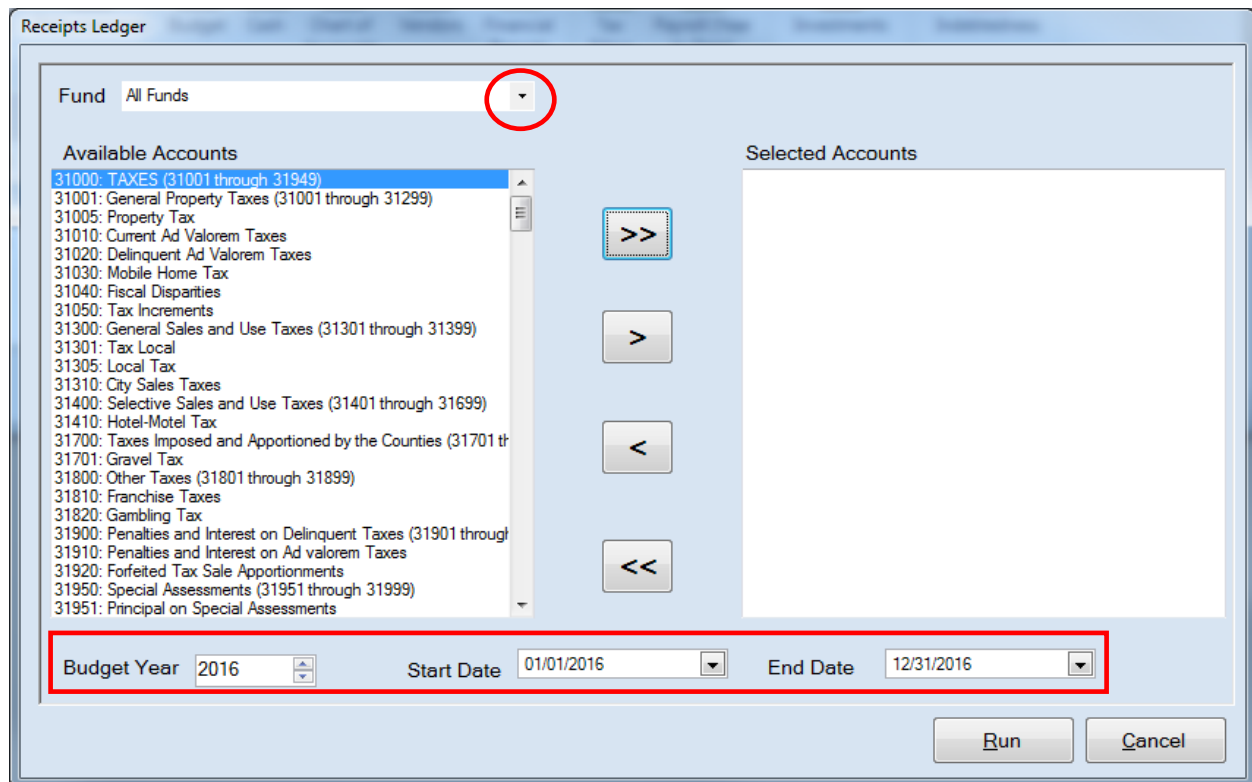 Receipts Ledger
Fund All Funds
Available Accounts
Selected Accounts
31000: TAXES (31001 through 31949)
31001: General Property Taxes (31001 through 31299)
31005: Property Tax
31010: Current Ad Valorem Taxes
31020: Delinquent Ad Valorem Taxes
31030: Mobile Home Tax
31040: Fiscal Disparities
31050: Tax Increments
31300: General Sales and Use Taxes (31301 through 31399)
31301: Tax Local
31305: Local Tax
31310: City Sales Taxes
31400: Selective Sales and Use Taxes (31401 through 31699)
31410: Hotel-Motel Tax
31700: Taxes Imposed and Apportioned by the Counties (31701 th
31701: Gravel Tax
31800: Other Taxes (31801 through 31899)
31810: Franchise Taxes
31820: Gambling Tax
31900: Penalties and Interest on Delinquent Taxes (31901 through
31910: Penalties and Interest on Ad valorem Taxes
31920: Forfeited Tax Sale Apportionments
31950: Special Assessments (31951 through 31999)
31951: Principal on Special Assessments
>>
>
<
<<
Budget Year 2016 Start Date 01/01/2016 End Date 12/31/2016
Run Cancel